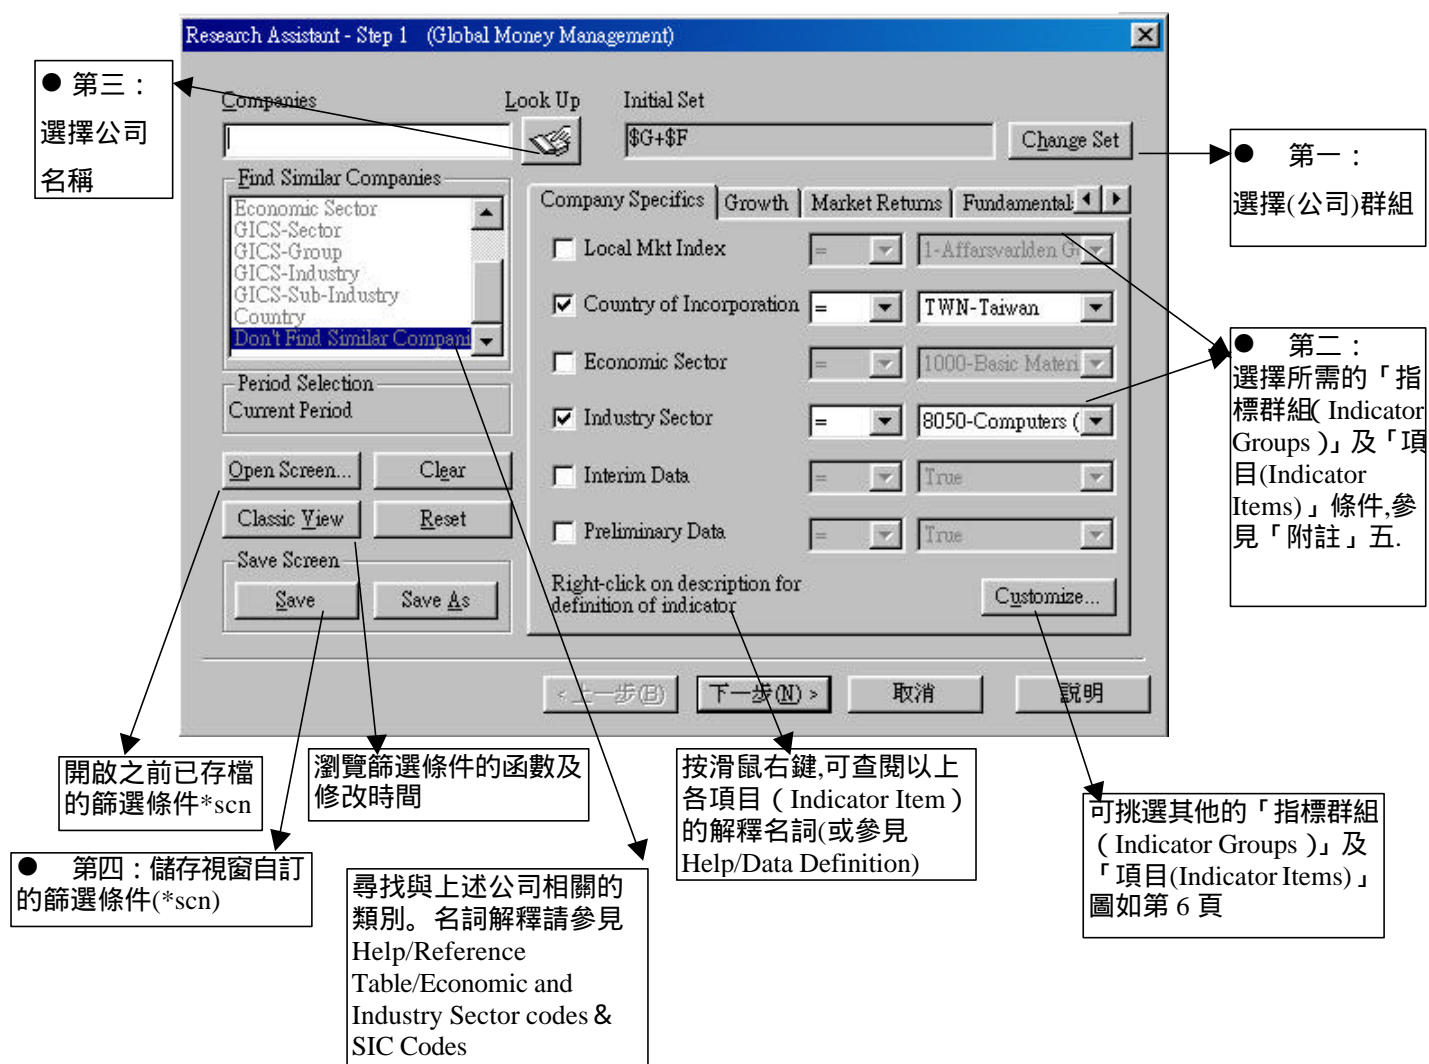 Research Assistant - Step 1 (Global Money Management)
● 第三：
選擇公司
名稱
Companies
Look Up
Initial Set
$G+$F
Change Set
● 第一：
選擇(公司)群組
Find Similar Companies
Economic Sector
GICS-Sector
GICS-Group
GICS-Industry
GICS-Sub-Industry
Country
Don't Find Similar Compani
Period Selection
Current Period
Open Screen...
Clear
Classic View
Reset
Save Screen
Save
Save As
Company Specifics
Growth
Market Returns
Fundamental
Local Mkt Index
=
1-Affarsvarlden G
Country of Incorporation
=
TWN-Taiwan
Economic Sector
=
1000-Basic Materi
Industry Sector
=
8050-Computers (
Interim Data
=
True
Preliminary Data
=
True
Right-click on description for
definition of indicator
Customize...
● 第二：
選擇所需的「指
標群組( Indicator
Groups )」及「項
目(Indicator
Items)」條件,參
見「附註」五.
<上一步(B)
下一步(N) >
取消
說明
開啟之前已存檔
的篩選條件*scn
瀏覽篩選條件的函數及
修改時間
按滑鼠右鍵,可查閱以上
各項目（Indicator Item）
的解釋名詞(或參見
Help/Data Definition)
可挑選其他的「指標群組
（Indicator Groups )」及
「項目(Indicator Items)」
圖如第 6 頁
● 第四：儲存視窗自訂
的篩選條件(*scn)
尋找與上述公司相關的
類別。名詞解釋請參見
Help/Reference
Table/Economic and
Industry Sector codes &
SIC Codes